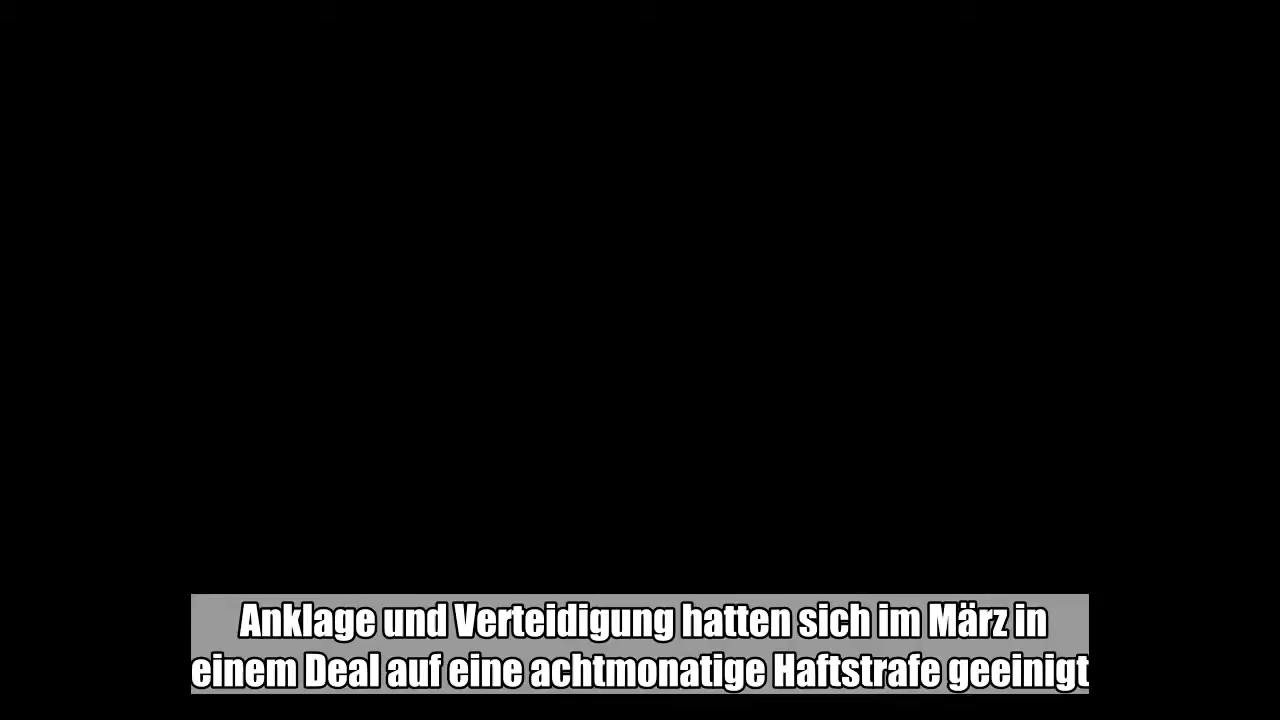 Anklage und Verteidigung hatten sich im März in
einem Deal auf eine achtmonatige Haftstrafe geeinigt